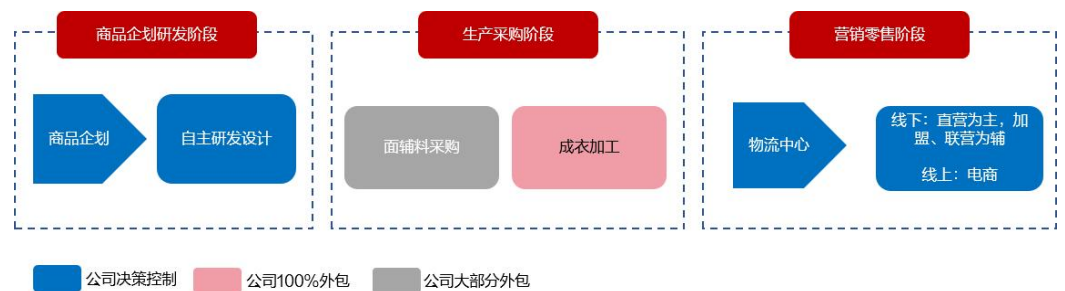 商品企划研发阶段
生产采购阶段
营销零售阶段
商品企划
自主研发设计
面辅料采购
成衣加工
物流中心
线下：直营为主，加
盟、联营为辅
线上：电商
公司决策控制
公司100%外包
公司大部分外包